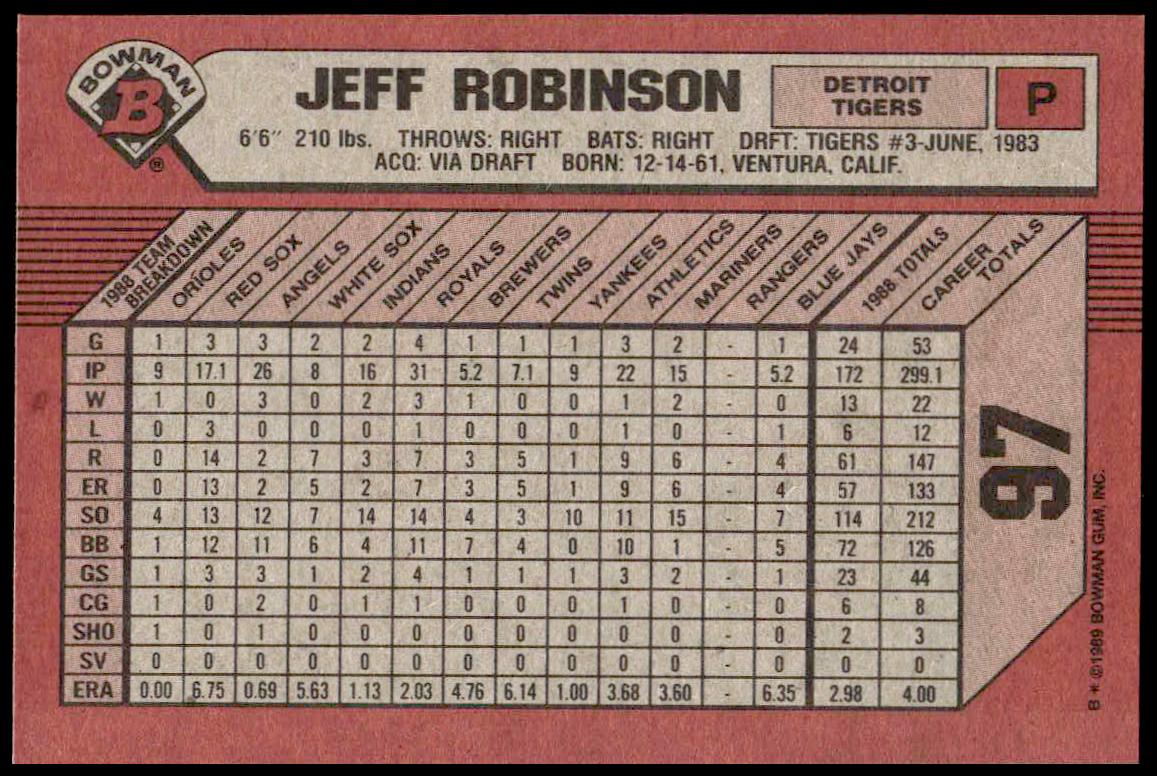 BOWMAN
B
®
JEFF ROBINSON
DETROIT
TIGERS
P
6'6" 210 lbs. THROWS: RIGHT BATS: RIGHT DRFT: TIGERS #3-JUNE, 1983
ACQ: VIA DRAFT BORN: 12-14-61, VENTURA, CALIF.
1988 TEAM BREAKDOWN ORIOLES RED SOX ANGELS WHITE SOX INDIANS ROYALS BREWERS TWINS YANKEES ATHLETICS MARINERS RANGERS BLUE JAYS 1988 TOTALS CAREER TOTALS
G 1 3 3 2 2 4 1 1 1 3 2 - 1 24 53
IP 9 17.1 26 8 16 31 5.2 7.1 9 22 15 - 5.2 172 299.1
W 1 0 3 0 2 3 1 0 0 1 2 - 0 13 22
L 0 3 0 0 0 1 0 0 0 1 0 - 1 6 12
R 0 14 2 7 3 7 3 5 1 9 6 - 4 61 147
ER 0 13 2 5 2 7 3 5 1 9 6 - 4 57 133
SO 4 13 12 7 14 14 4 3 10 11 15 - 7 114 212
BB 1 12 11 6 4 11 7 4 0 10 1 - 5 72 126
GS 1 3 3 1 2 4 1 1 1 3 2 - 1 23 44
CG 1 0 2 0 1 1 0 0 0 1 0 - 0 6 8
SHO 1 0 1 0 0 0 0 0 0 0 0 - 0 2 3
SV 0 0 0 0 0 0 0 0 0 0 0 - 0 0 0
ERA 0.00 6.75 0.69 5.63 1.13 2.03 4.76 6.14 1.00 3.68 3.60 - 6.35 2.98 4.00
97
B * ©1989 BOWMAN GUM, INC.